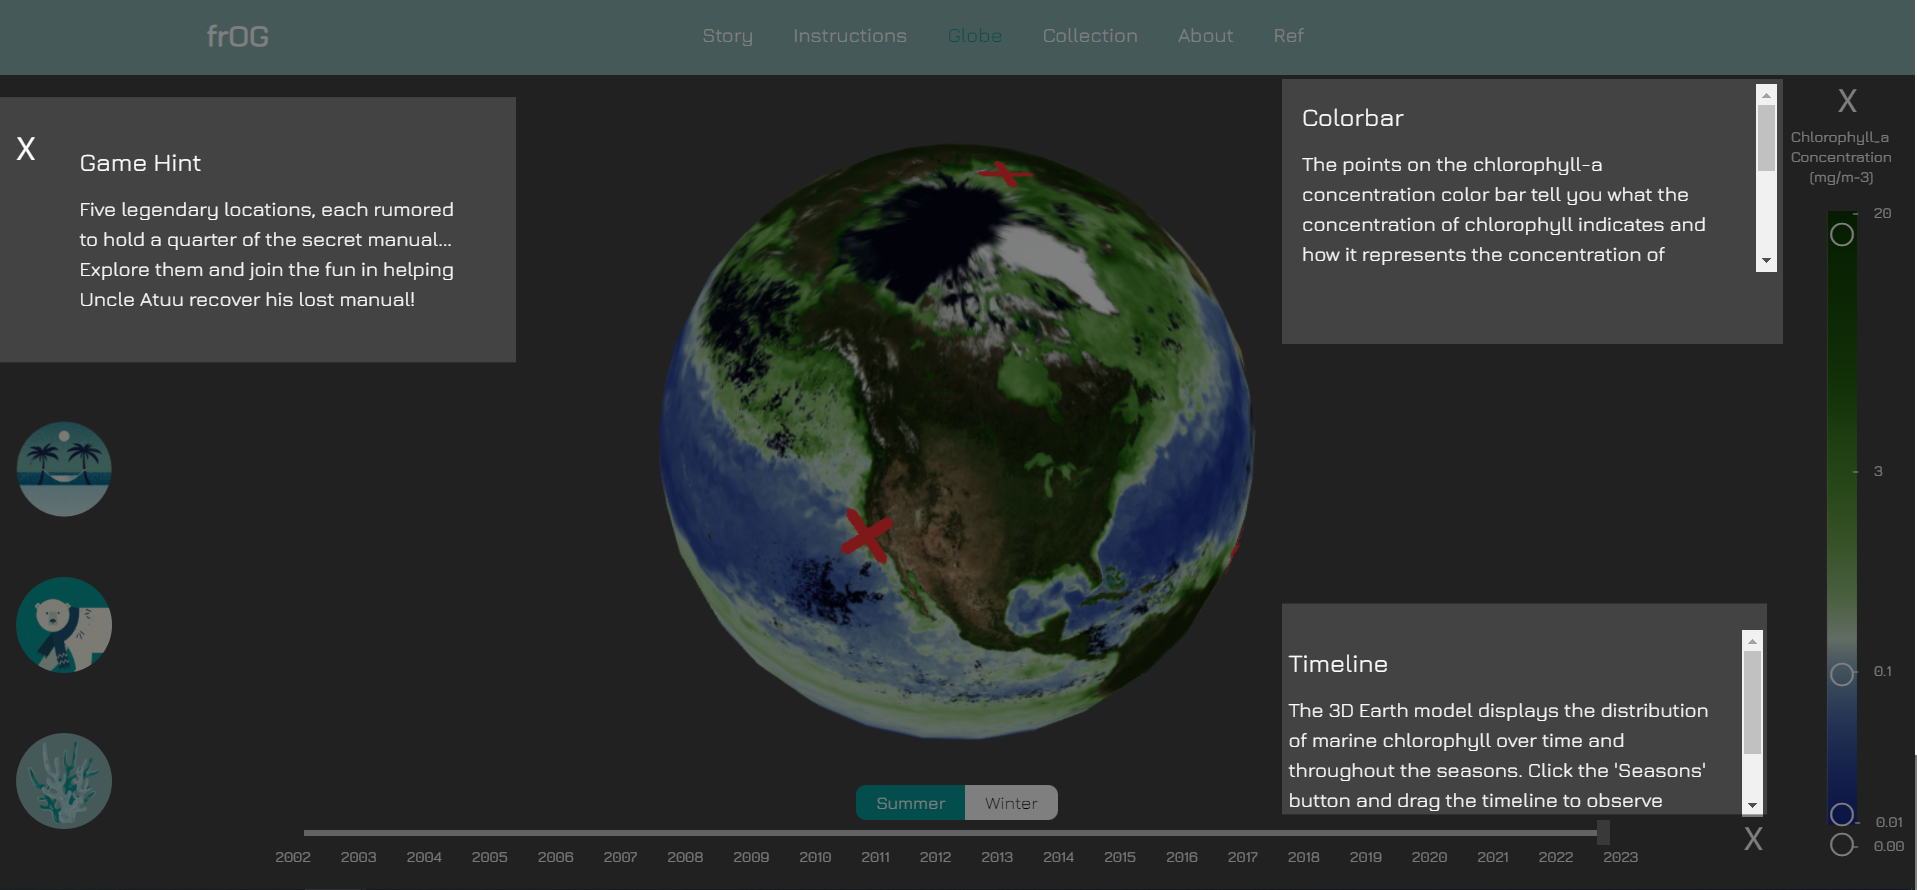 frOG
Story Instructions Globe Collection About Ref
X
Game Hint
Five legendary locations, each rumored
to hold a quarter of the secret manual...
Explore them and join the fun in helping
Uncle Atuu recover his lost manual!
Colorbar
The points on the chlorophyll-a
concentration color bar tell you what the
concentration of chlorophyll indicates and
how it represents the concentration of
X
Chlorophyll_a
Concentration
(mg/m-3)
20
3
0.1
0.01
0.00
Timeline
The 3D Earth model displays the distribution
of marine chlorophyll over time and
throughout the seasons. Click the 'Seasons'
button and drag the timeline to observe
X
Summer Winter
2002 2003 2004 2005 2006 2007 2008 2009 2010 2011 2012 2013 2014 2015 2016 2017 2018 2019 2020 2021 2022 2023